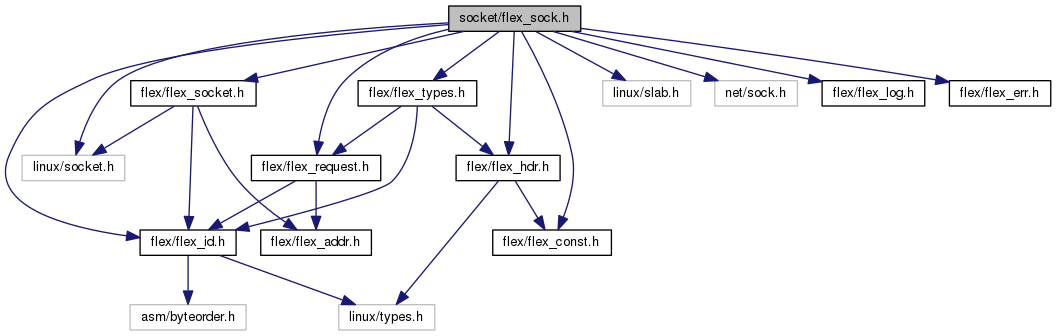 socket/flex_sock.h
flex/flex_socket.h
flex/flex_types.h
linux/slab.h
net/sock.h
flex/flex_log.h
flex/flex_err.h
linux/socket.h
flex/flex_request.h
flex/flex_hdr.h
flex/flex_id.h
flex/flex_addr.h
flex/flex_const.h
asm/byteorder.h
linux/types.h